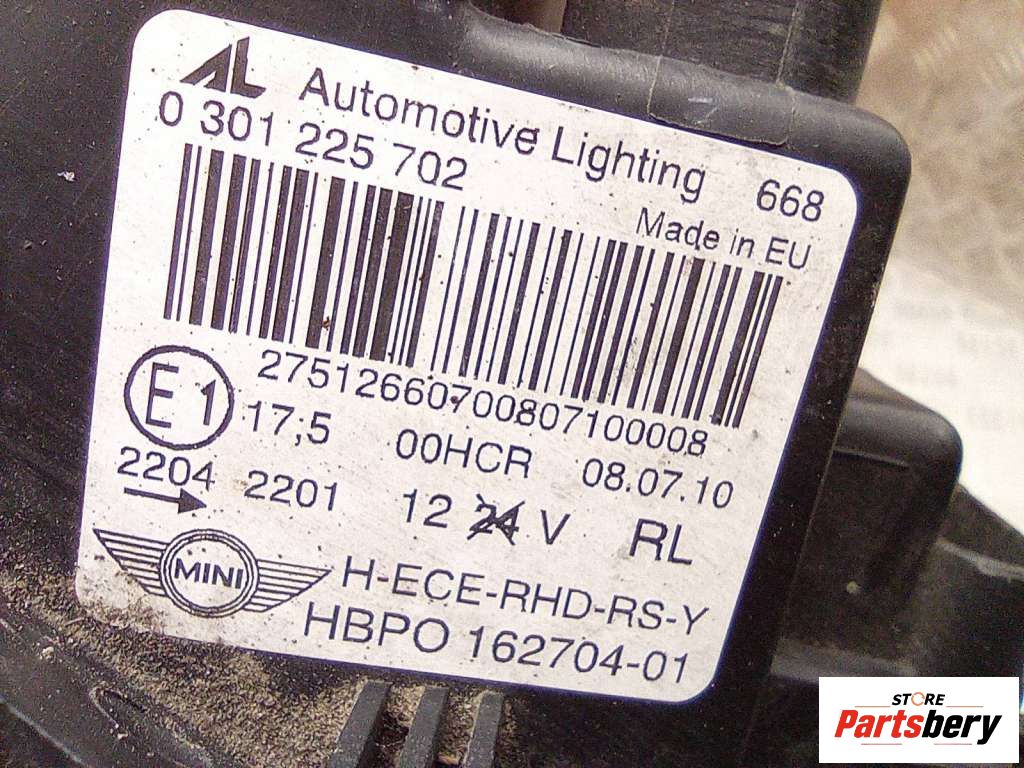 AL Automotive Lighting 668
0 301 225 702
Made in EU
27512660700807100008
E1 17;5 00HCR 08.07.10
2204 2201 12 24 V RL
MINI H-ECE-RHD-RS-Y
HBPO 162704-01
STORE
Partsbery